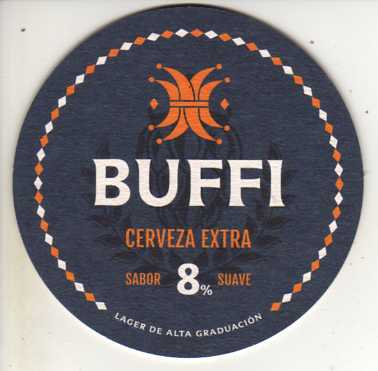 BUFFI
CERVEZA EXTRA
SABOR 8% SUAVE
LAGER DE ALTA GRADUACIÓN